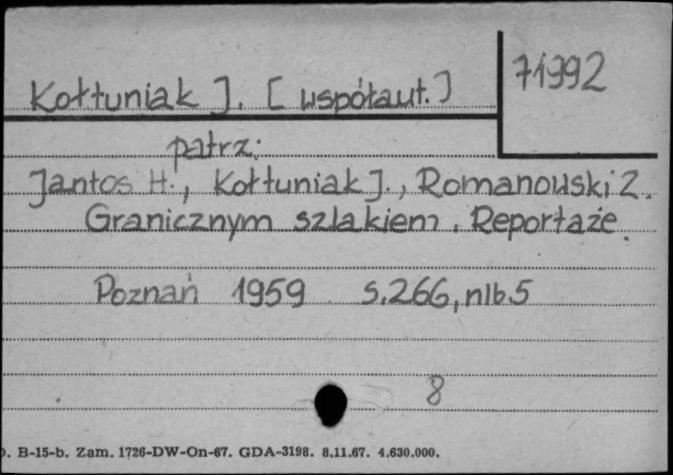 71992
Kołtuniak J. [współaut.]
patrz:
Jantos H., Kołtuniak J., Romanowski Z.
Granicznym szlakiem. Reportaże.
Poznań 1959 s.266, nlb.5
8
. B-15-b. Zam. 1726-DW-On-67. GDA-3198. 8.11.67. 4.630.000.